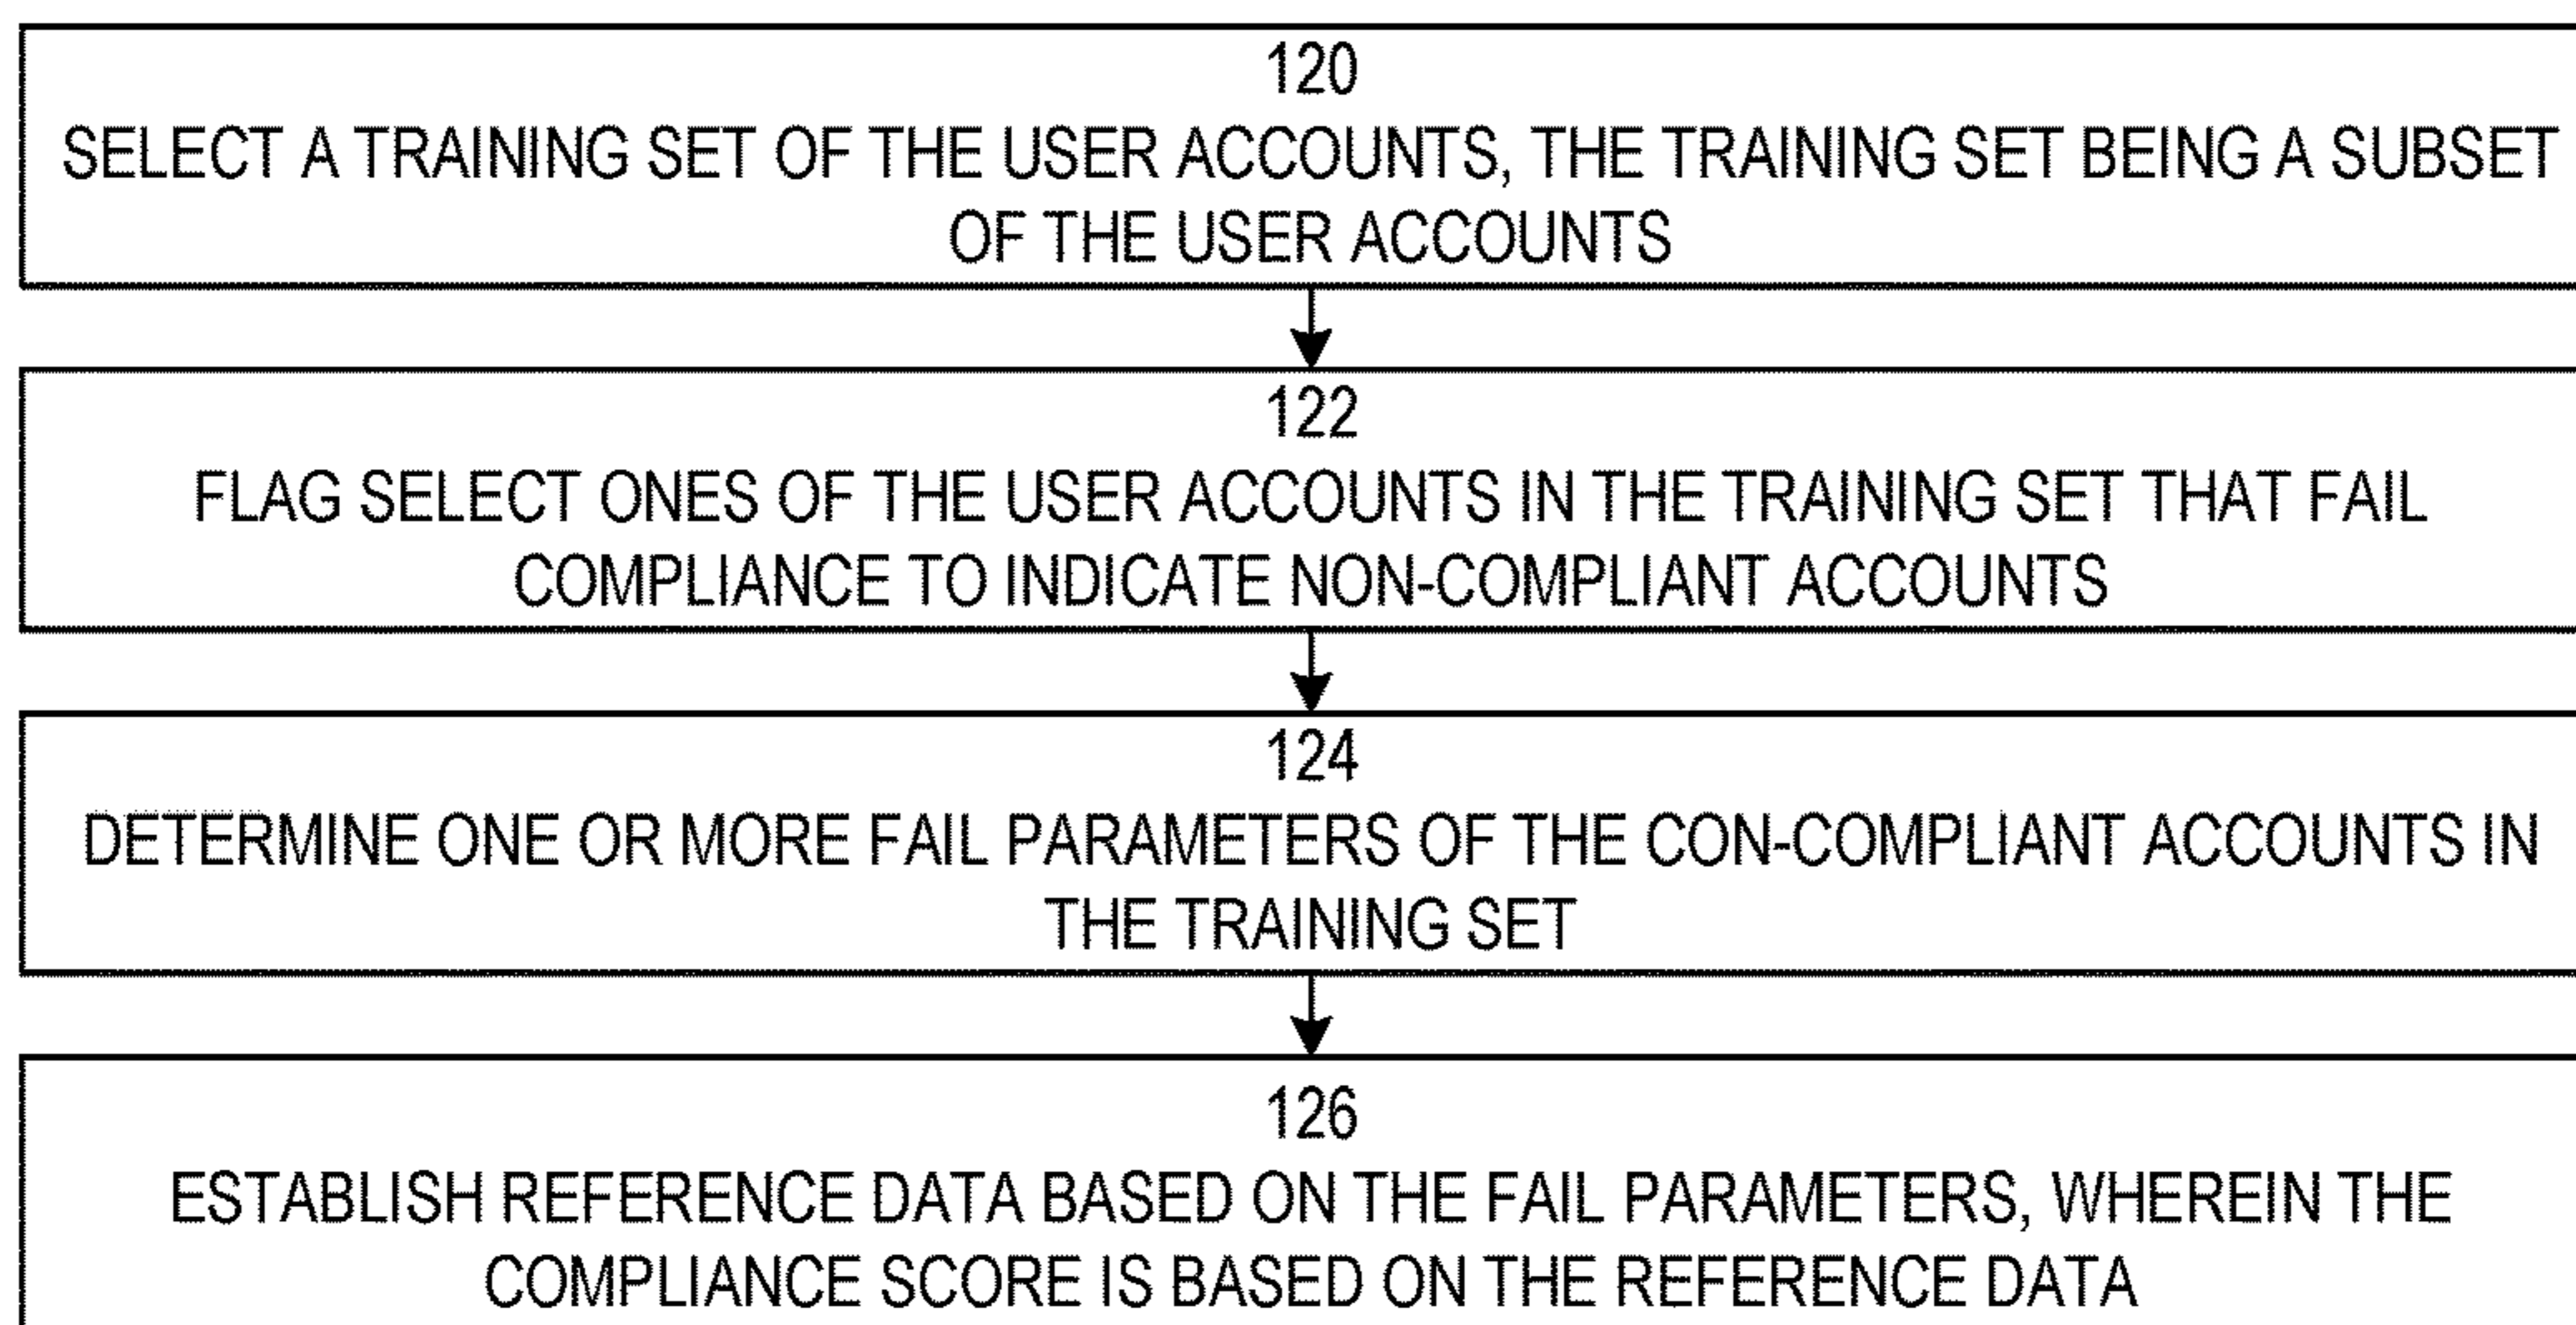 120
SELECT A TRAINING SET OF THE USER ACCOUNTS, THE TRAINING SET BEING A SUBSET
OF THE USER ACCOUNTS
122
FLAG SELECT ONES OF THE USER ACCOUNTS IN THE TRAINING SET THAT FAIL
COMPLIANCE TO INDICATE NON-COMPLIANT ACCOUNTS
124
DETERMINE ONE OR MORE FAIL PARAMETERS OF THE CON-COMPLIANT ACCOUNTS IN
THE TRAINING SET
126
ESTABLISH REFERENCE DATA BASED ON THE FAIL PARAMETERS, WHEREIN THE
COMPLIANCE SCORE IS BASED ON THE REFERENCE DATA